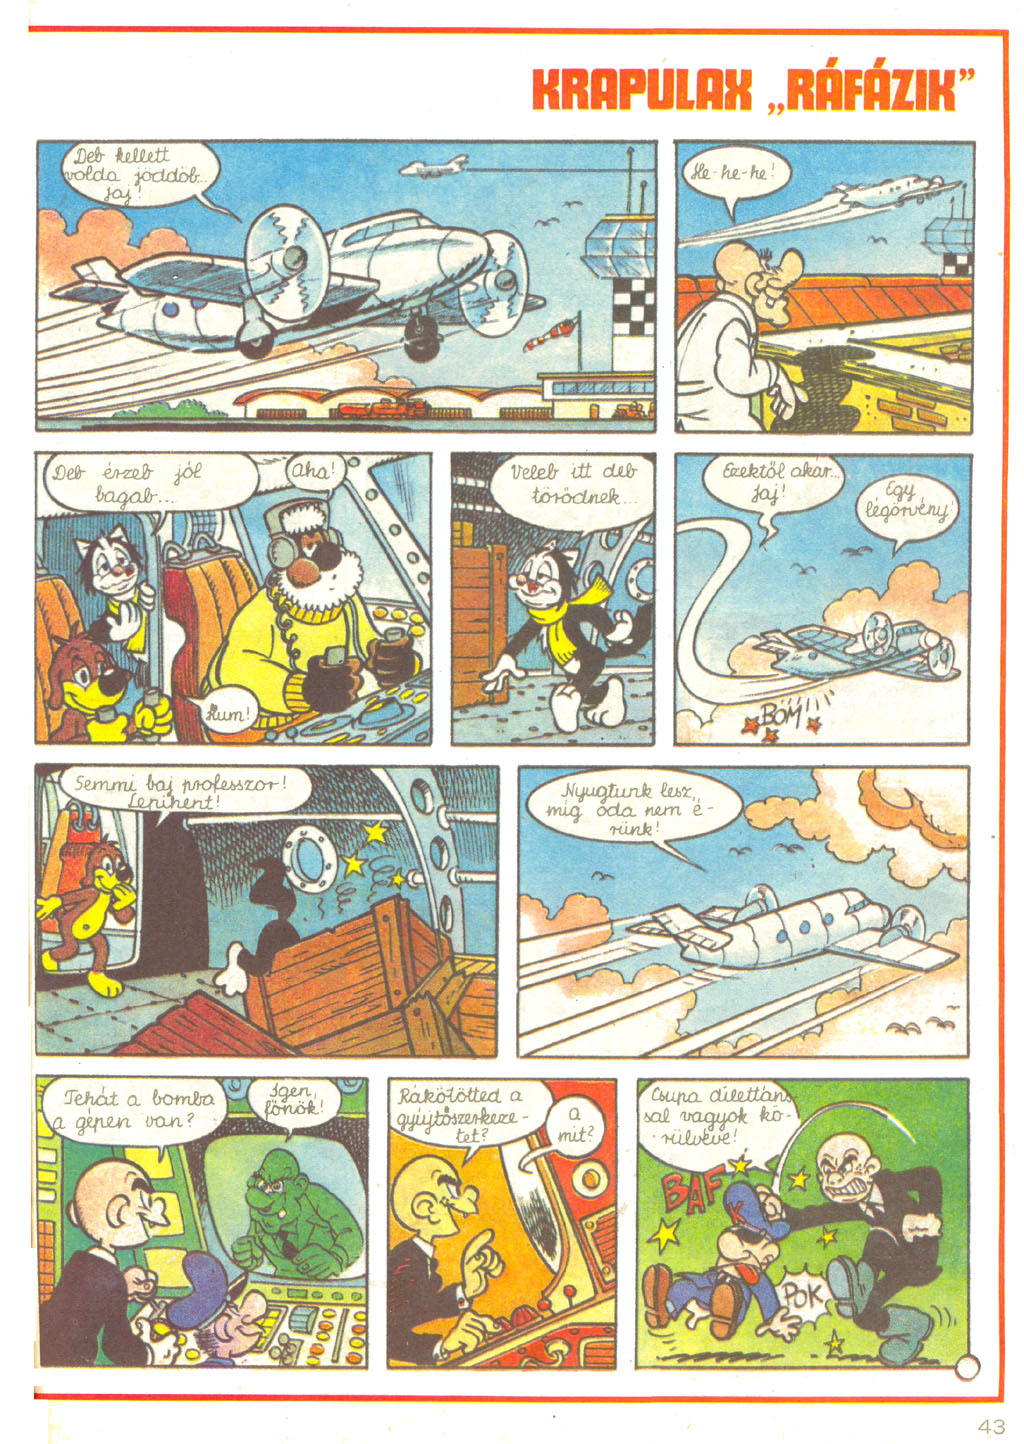 KRAPULAX „RÁFÁZIK”
Deb kellett
volda joddöb...
jaj!
He-he-he!
Deb érzeb jól
bagab...
Aha!
Hum!
Veleb itt deb
törődnek...
Ezektől akár...
jaj!
Egy
légörvény!
BOM
Semmi baj professzor!
Lepihent!
Nyugtunk lesz,
míg oda nem é-
rünk!
Tehát a bomba
a gépen van?
Igen,
főnök!
Rákötötted a
gyújtószerkeze-
tet?
a
mit?
Csupa dilettáns
sal vagyok kö-
rülvéve!
BAF
K
POK
43